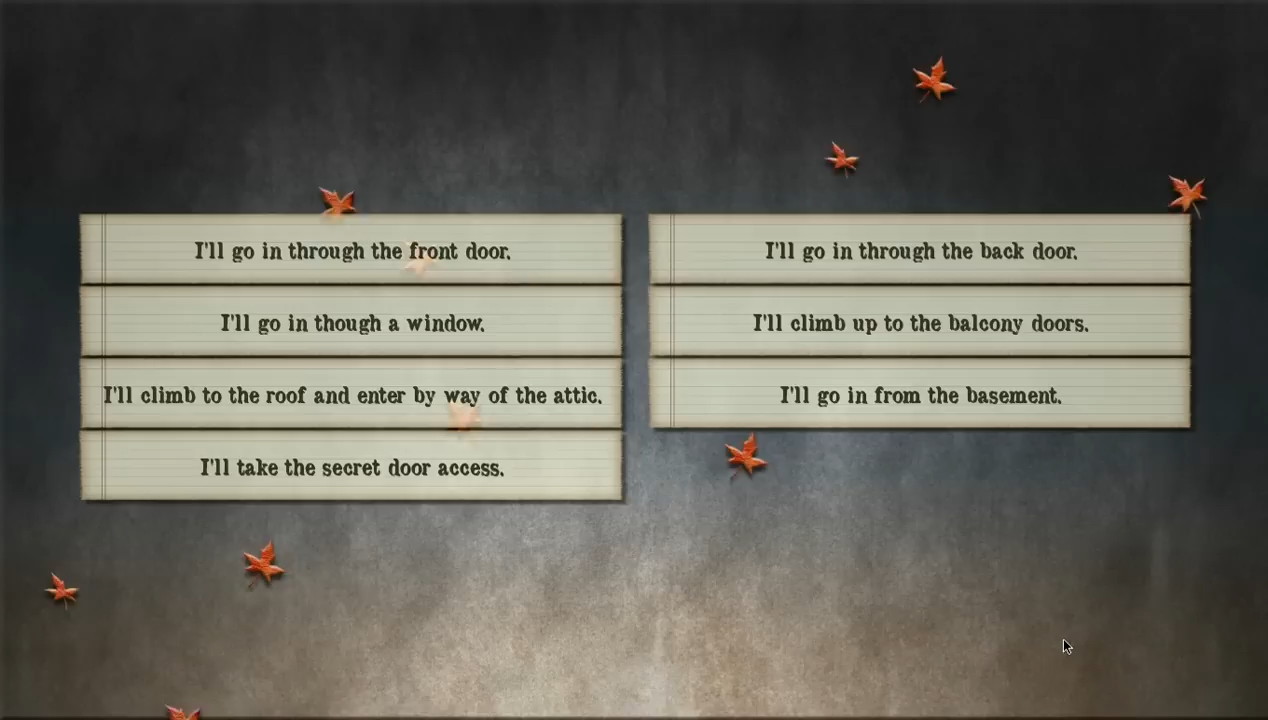 I'll go in through the front door.
I'll go in through the back door.
I'll go in though a window.
I'll climb up to the balcony doors.
I'll climb to the roof and enter by way of the attic.
I'll go in from the basement.
I'll take the secret door access.